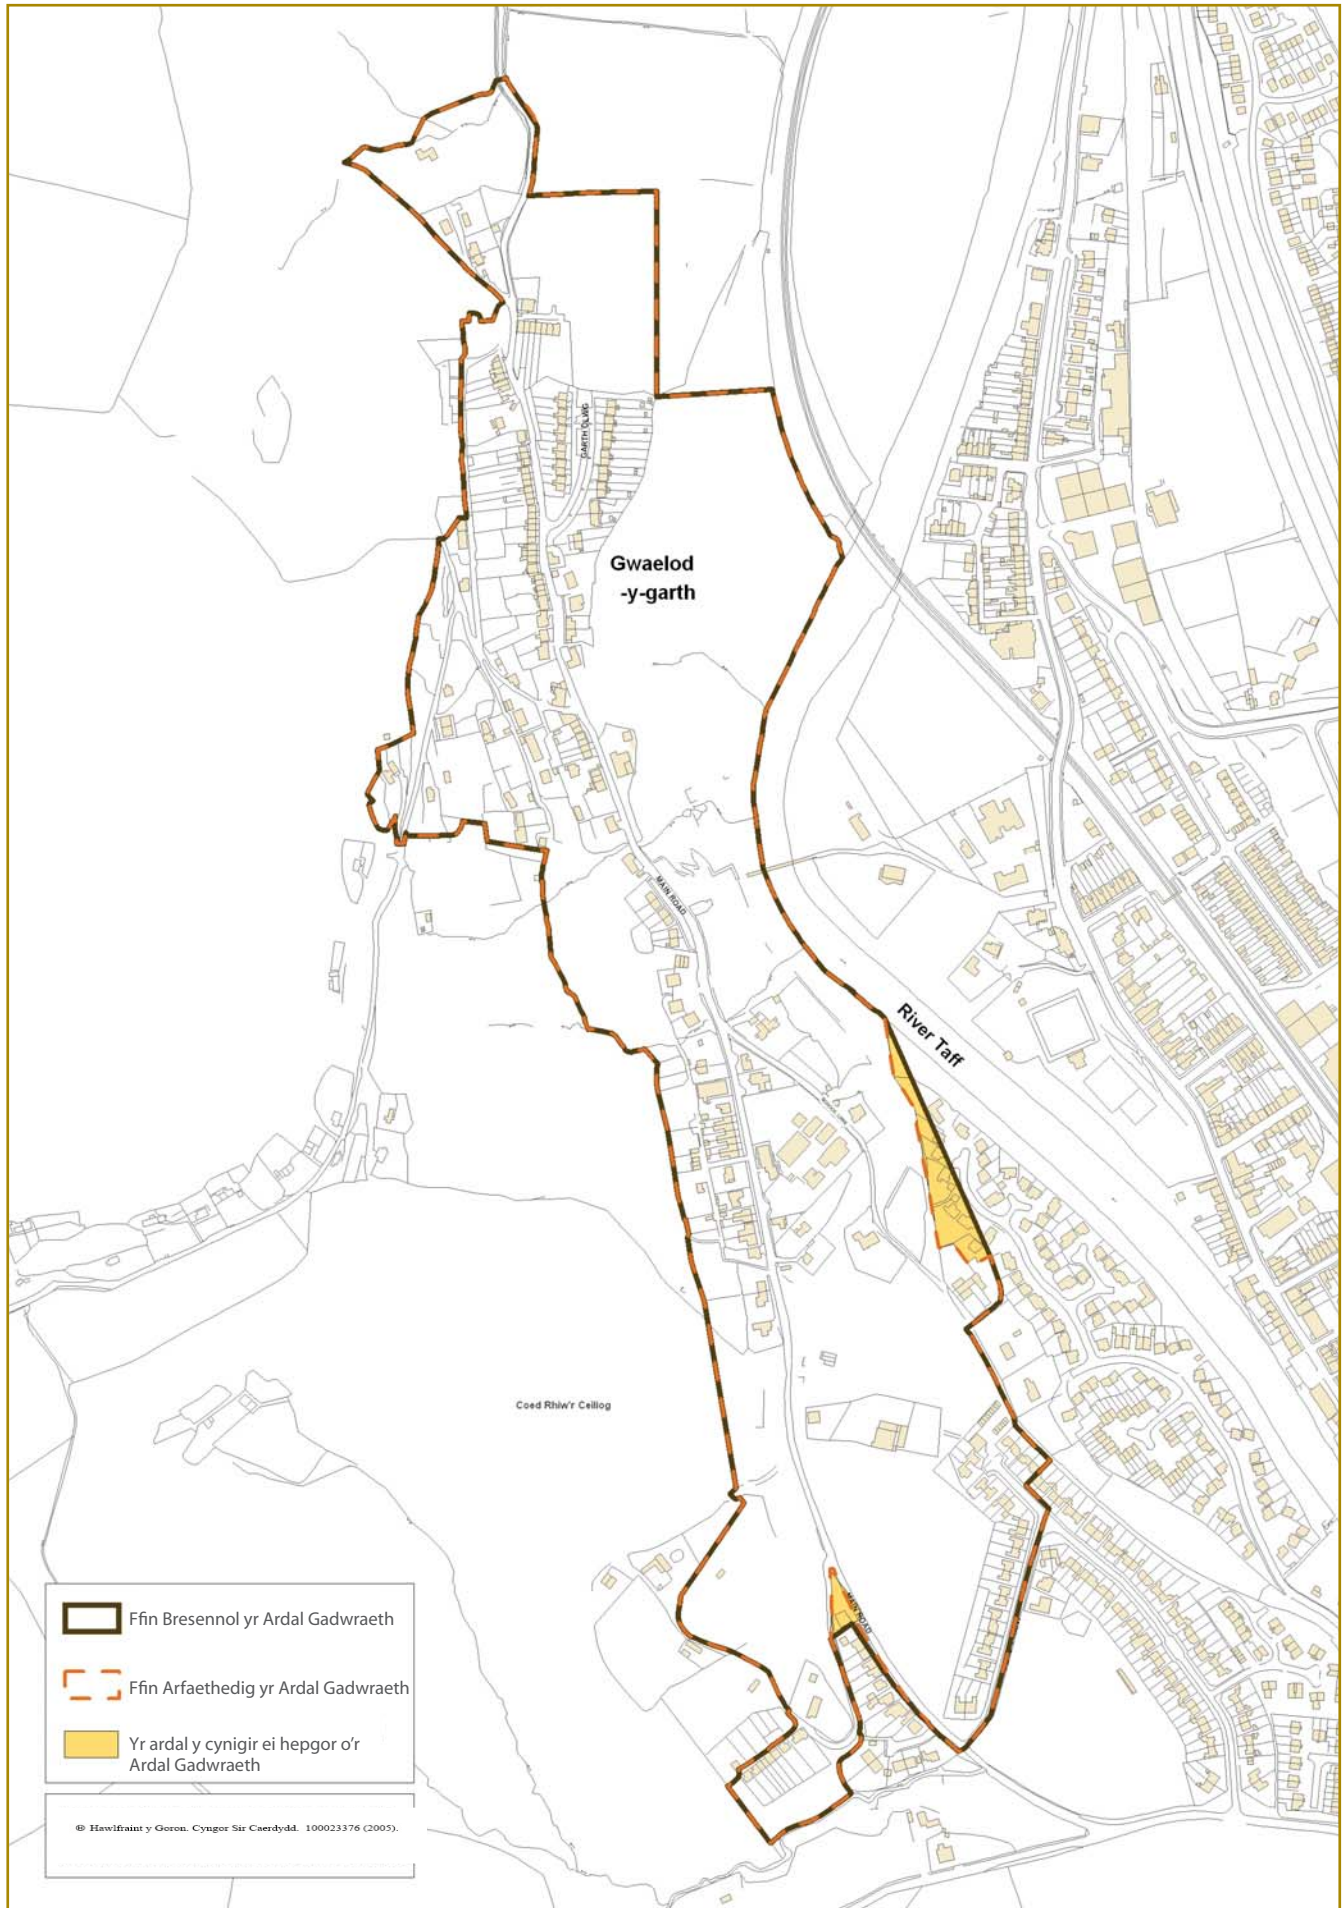 GARTH OLWG
Gwaelod
-y-garth
MAIN ROAD
River Taff
Coed Rhiw'r Ceiliog
MAIN ROAD
Ffin Bresennol yr Ardal Gadwraeth
Ffin Arfaethedig yr Ardal Gadwraeth
Yr ardal y cynigir ei hepgor o'r
Ardal Gadwraeth
® Hawlfraint y Goron. Cyngor Sir Caerdydd. 100023376 (2005).